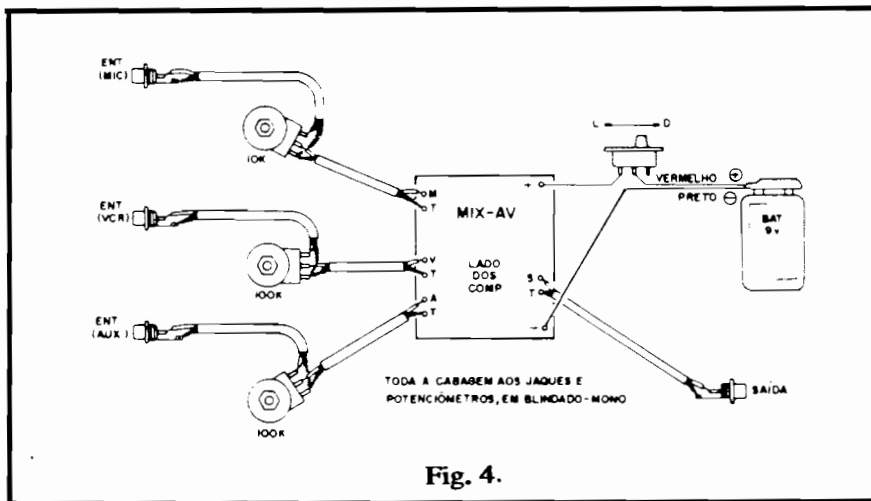 ENT
(MIC)
10K
ENT
(VCR)
100K
ENT
(AUX.)
100K
M
T
V
T
A
T
MIX-AV
LADO
DOS
COMP
+
S
T
-
L D
VERMELHO +
PRETO -
BAT
9v
SAÍDA
TODA A CABAGEM AOS JAQUES E
POTENCIÔMETROS, EM BLINDADO-MONO
Fig. 4.